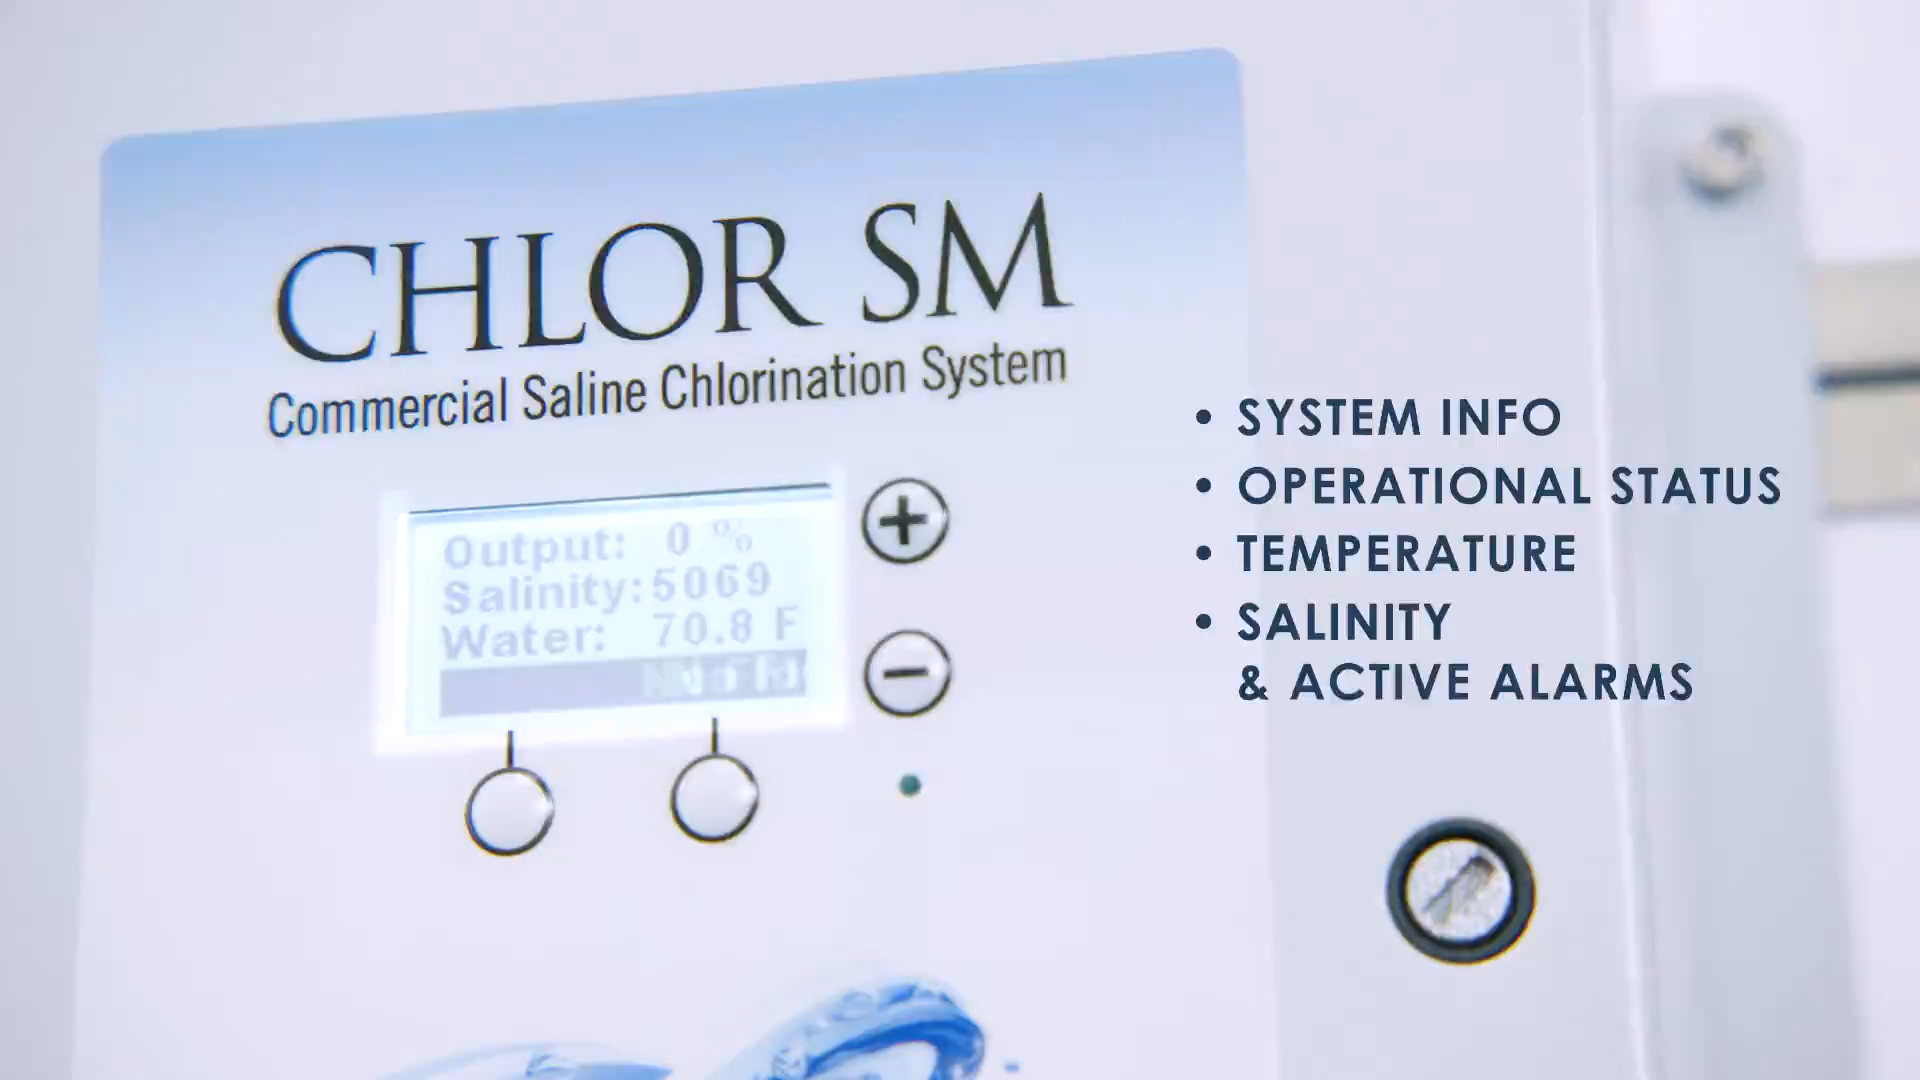 CHLOR SM
Commercial Saline Chlorination System
Output: 0 %
Salinity:5069
Water: 70.8 F
• SYSTEM INFO
• OPERATIONAL STATUS
• TEMPERATURE
• SALINITY
& ACTIVE ALARMS